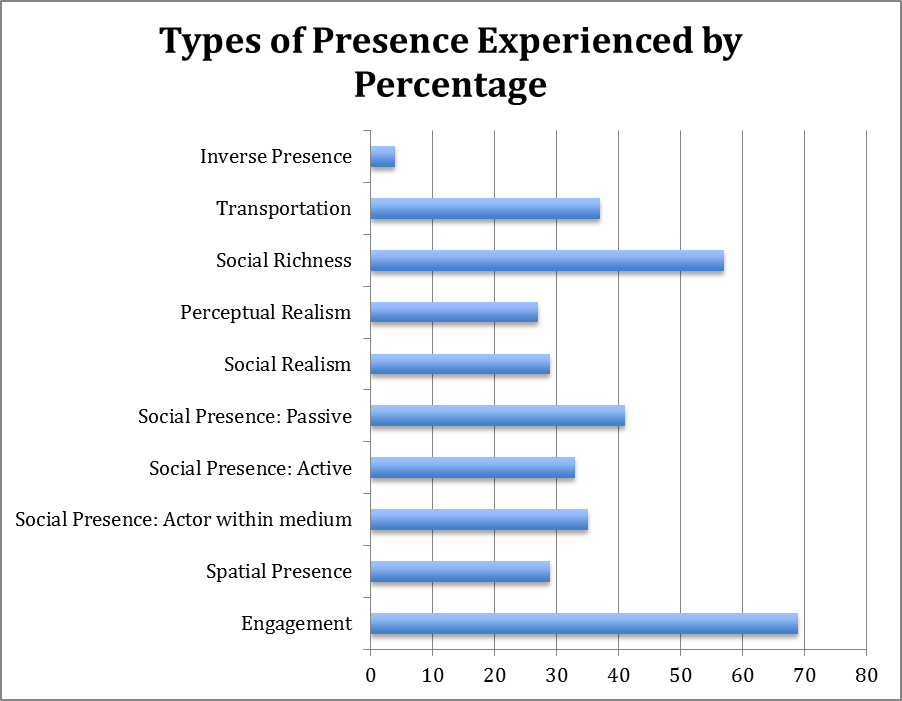 Types of Presence Experienced by
Percentage
Inverse Presence
Transportation
Social Richness
Perceptual Realism
Social Realism
Social Presence: Passive
Social Presence: Active
Social Presence: Actor within medium
Spatial Presence
Engagement
0 10 20 30 40 50 60 70 80